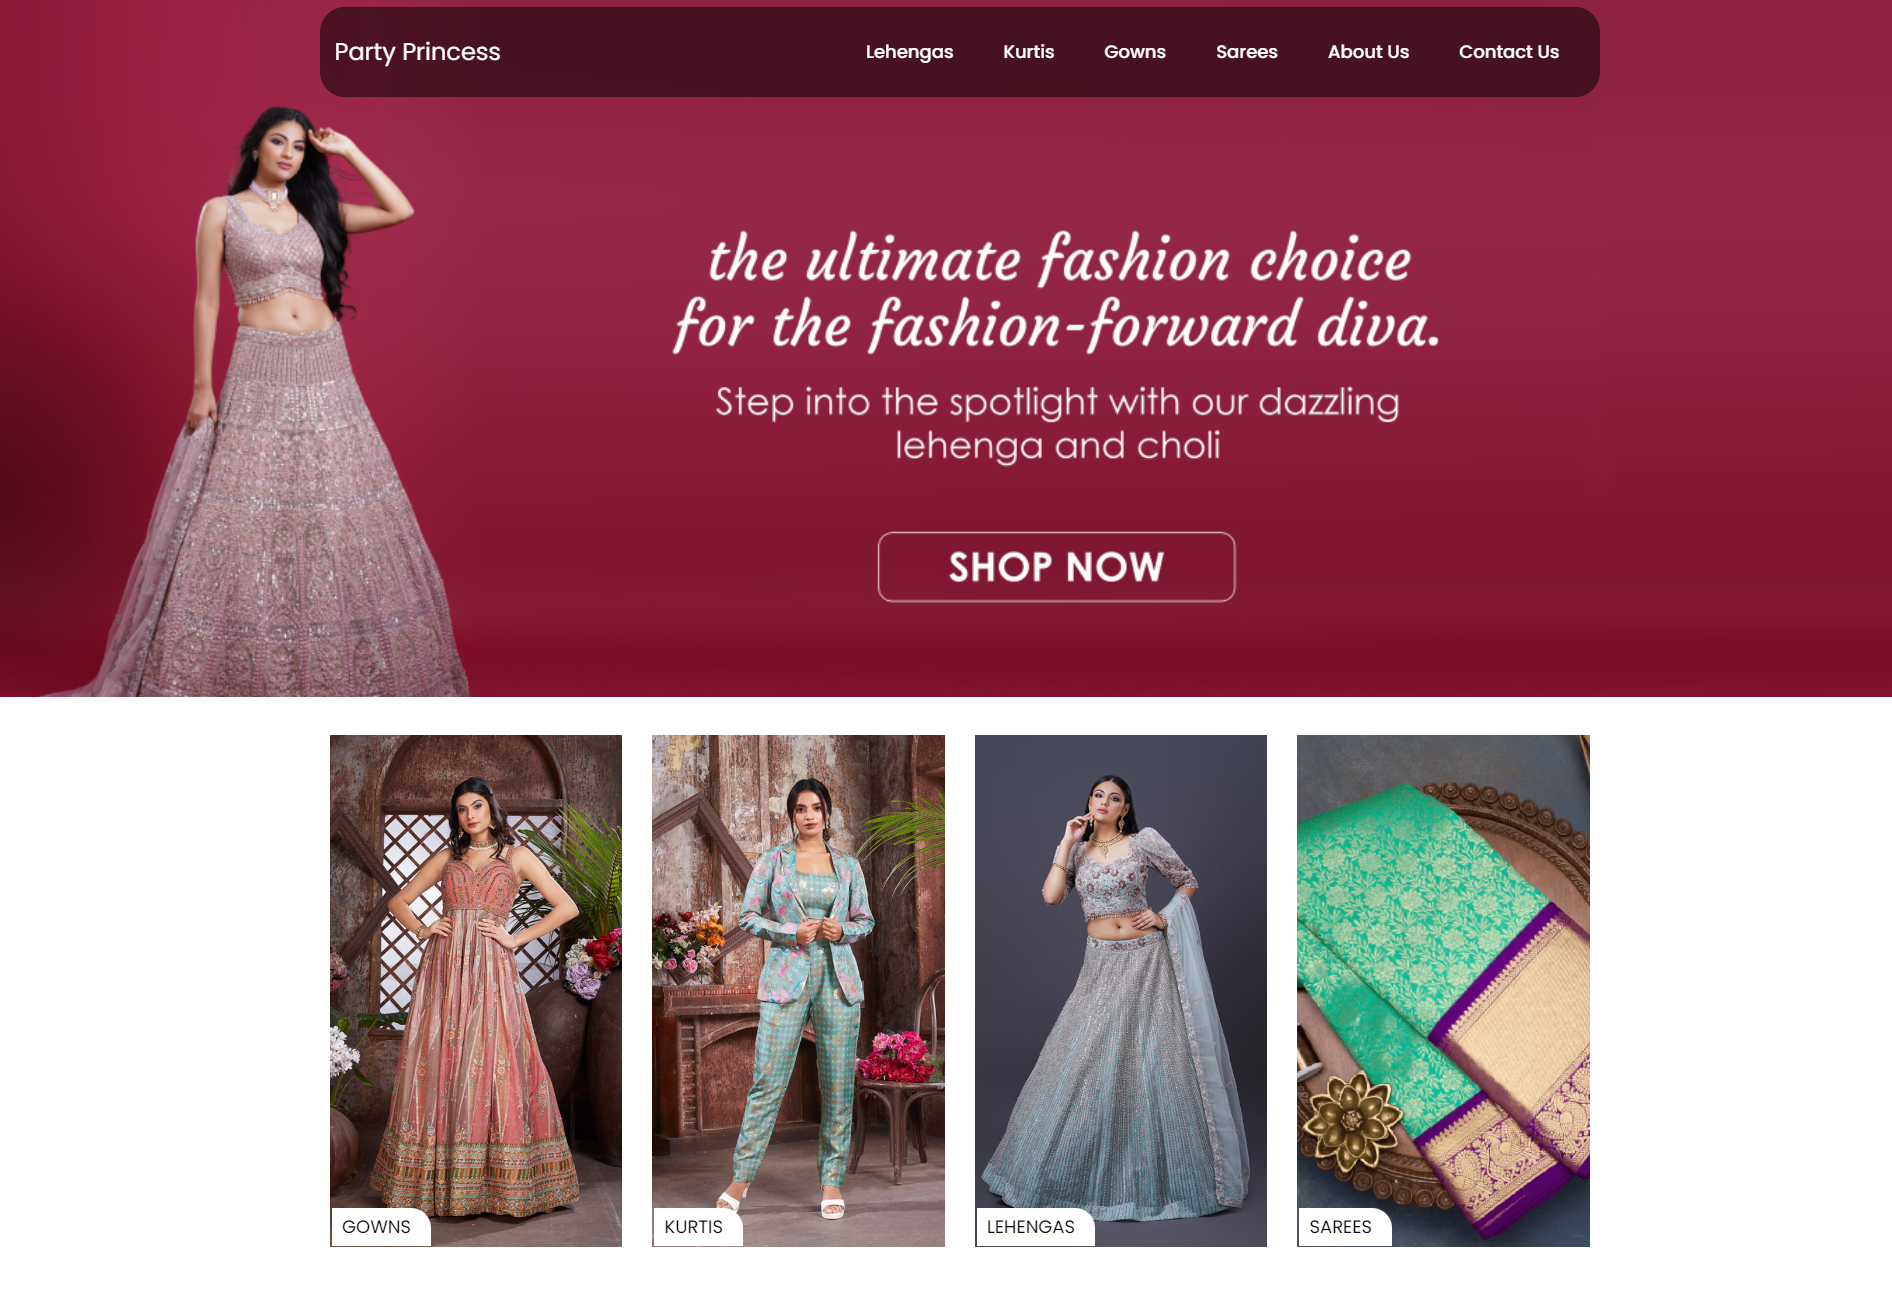 Party Princess
Lehengas Kurtis Gowns Sarees About Us Contact Us
the ultimate fashion choice
for the fashion-forward diva.
Step into the spotlight with our dazzling
lehenga and choli
SHOP NOW
GOWNS
KURTIS
LEHENGAS
SAREES